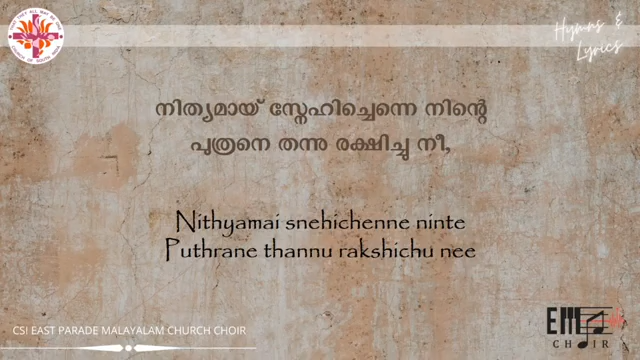 Hymns &
Lyrics
നിത്യമായ് സ്നേഹിച്ചെന്നെ നിന്റെ
പുത്രനെ തന്നു രക്ഷിച്ചു നീ,
Nithyamai snehichenne ninte
Puthrane thannu rakshichu nee
CSI EAST PARADE MALAYALAM CHURCH CHOIR
EM
CHOIR